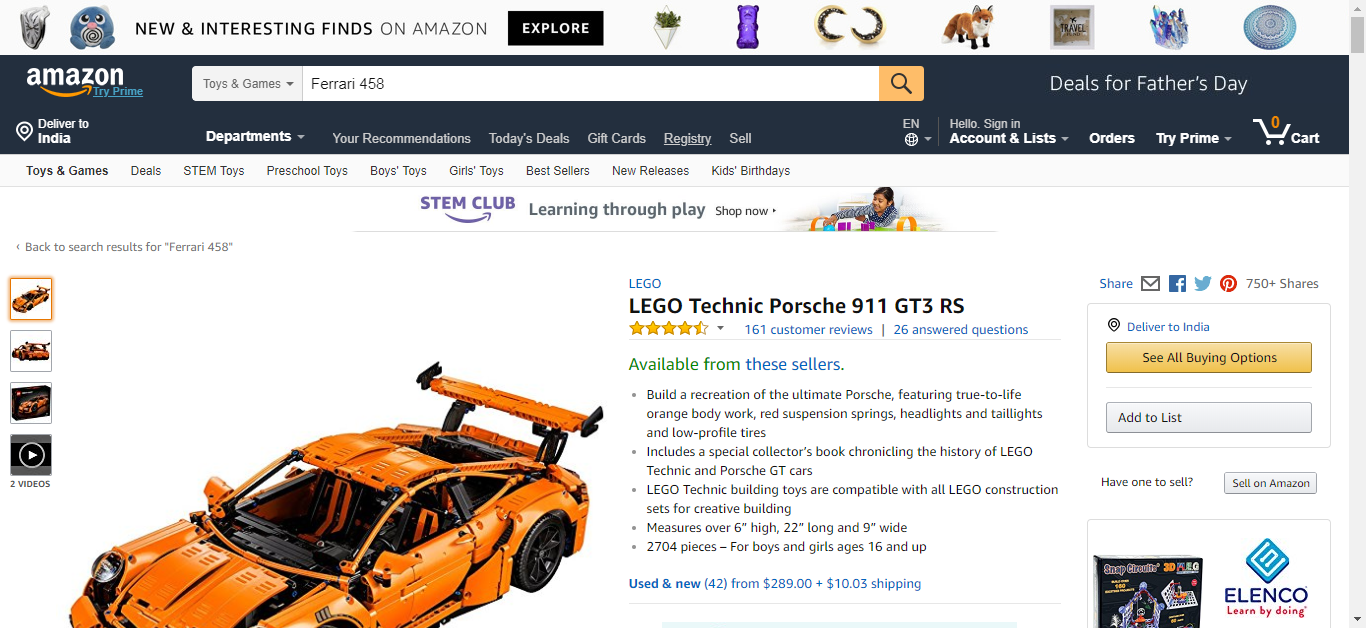 NEW & INTERESTING FINDS ON AMAZON
EXPLORE
TRAVEL
amazon
Try Prime
Toys & Games
Ferrari 458
Deals for Father's Day
Deliver to
India
Departments
Your Recommendations
Today's Deals
Gift Cards
Registry
Sell
EN
Hello. Sign in
Account & Lists
Orders
Try Prime
0
Cart
Toys & Games
Deals
STEM Toys
Preschool Toys
Boys' Toys
Girls' Toys
Best Sellers
New Releases
Kids' Birthdays
STEM CLUB
Learning through play
Shop now
‹ Back to search results for "Ferrari 458"
2 VIDEOS
LEGO
LEGO Technic Porsche 911 GT3 RS
161 customer reviews | 26 answered questions
Available from these sellers.
• Build a recreation of the ultimate Porsche, featuring true-to-life
orange body work, red suspension springs, headlights and taillights
and low-profile tires
• Includes a special collector’s book chronicling the history of LEGO
Technic and Porsche GT cars
• LEGO Technic building toys are compatible with all LEGO construction
sets for creative building
• Measures over 6” high, 22” long and 9” wide
• 2704 pieces – For boys and girls ages 16 and up
Used & new (42) from $289.00 + $10.03 shipping
Share
750+ Shares
Deliver to India
See All Buying Options
Add to List
Have one to sell?
Sell on Amazon
Snap Circuits 3D M.E.G.
ELENCO
Learn by doing